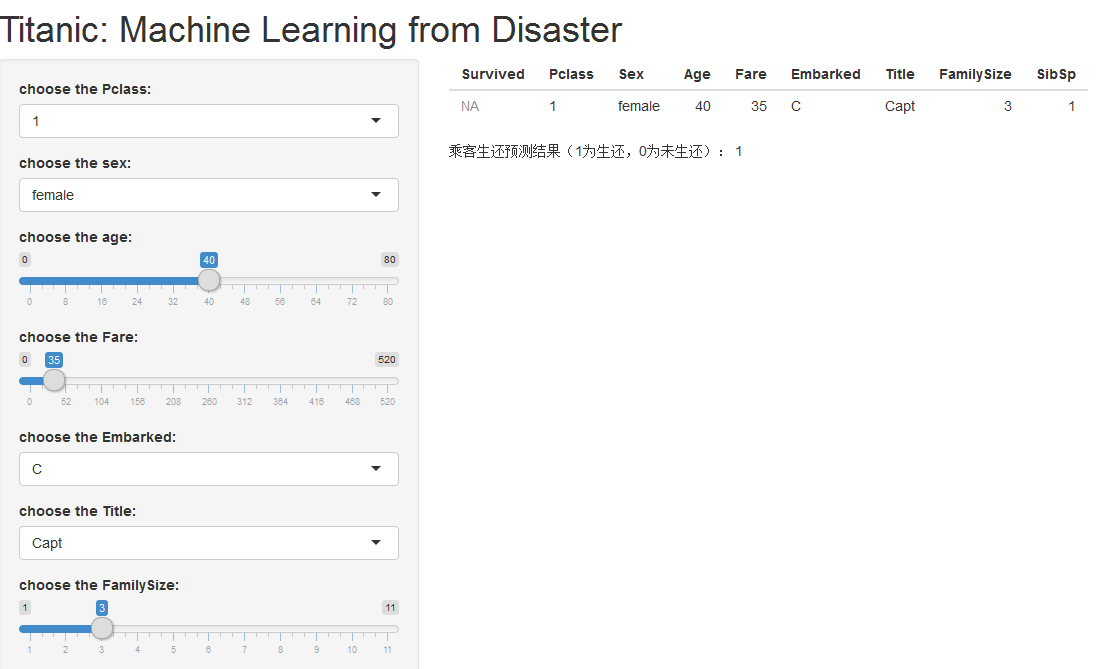 Titanic: Machine Learning from Disaster
choose the Pclass:
1
choose the sex:
female
choose the age:
0 40 80
0 8 16 24 32 40 48 56 64 72 80
choose the Fare:
0 35 520
0 52 104 156 208 260 312 364 416 468 520
choose the Embarked:
C
choose the Title:
Capt
choose the FamilySize:
1 3 11
1 2 3 4 5 6 7 8 9 10 11
Survived Pclass Sex Age Fare Embarked Title FamilySize SibSp
NA 1 female 40 35 C Capt 3 1
乘客生还预测结果（1为生还，0为未生还）： 1